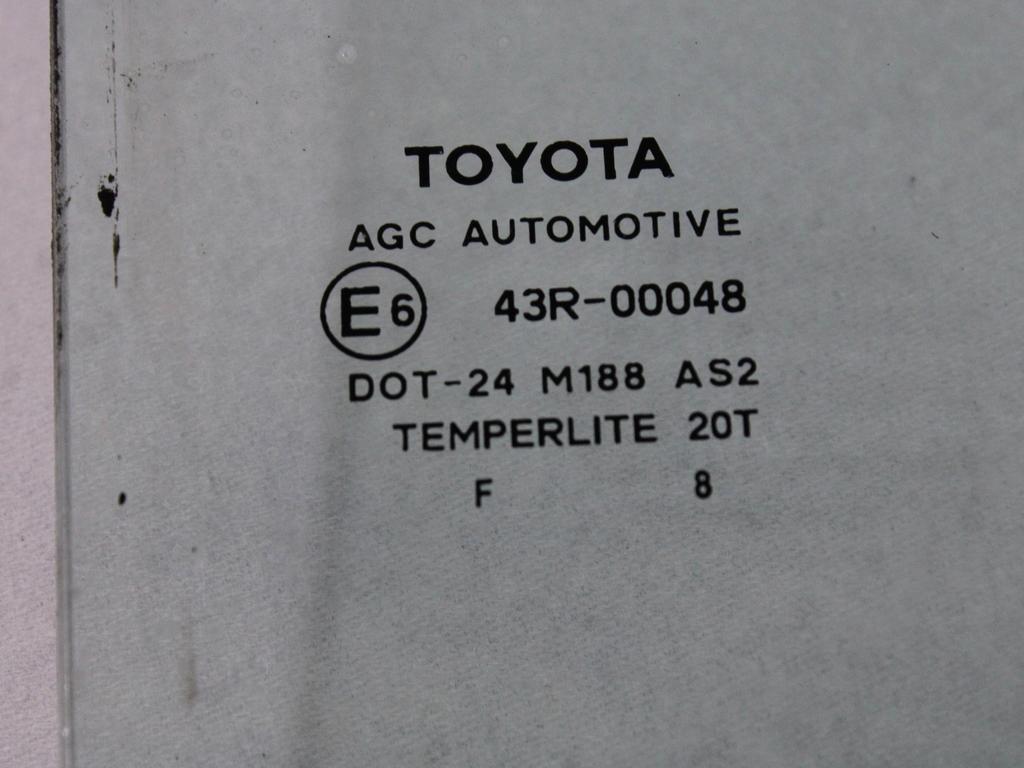 TOYOTA
AGC AUTOMOTIVE
E6 43R-00048
DOT-24 M188 AS2
TEMPERLITE 20T
F 8